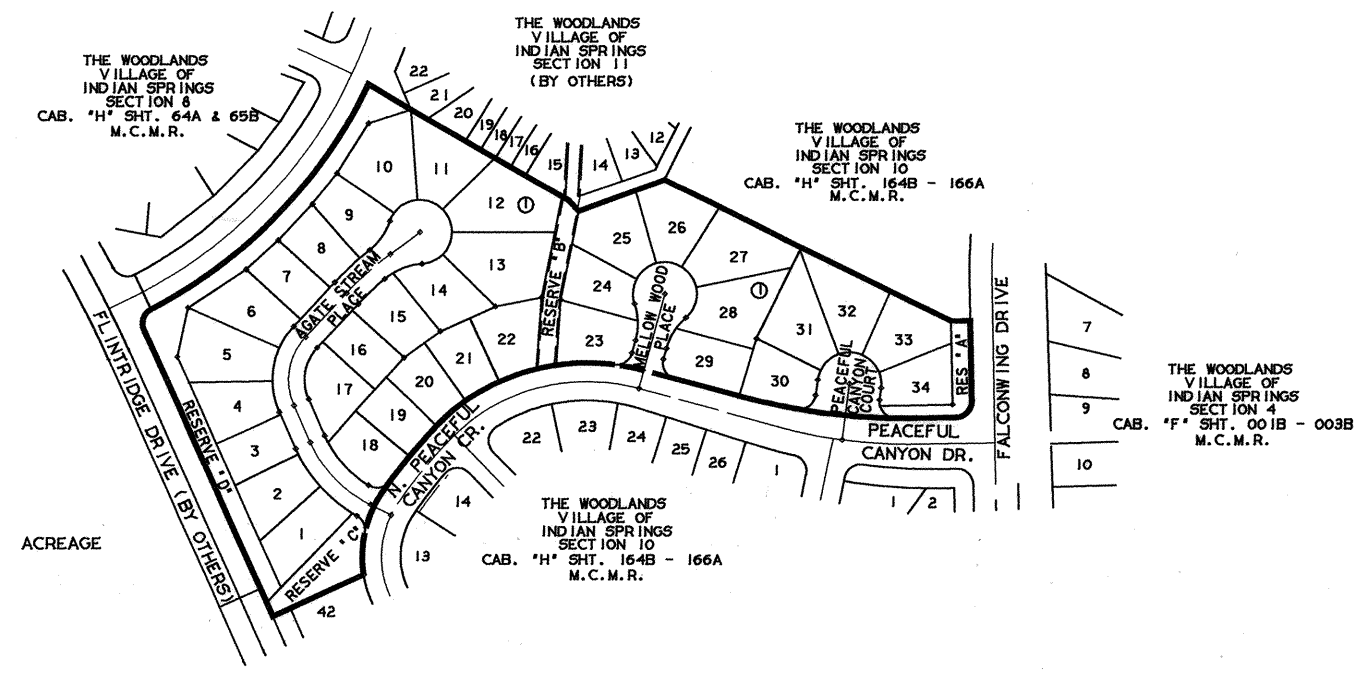 THE WOODLANDS
VILLAGE OF
INDIAN SPRINGS
SECTION 11
(BY OTHERS)
THE WOODLANDS
VILLAGE OF
INDIAN SPRINGS
SECTION 8
CAB. "H" SHT. 64A & 65B
M.C.M.R.
THE WOODLANDS
VILLAGE OF
INDIAN SPRINGS
SECTION 10
CAB. "H" SHT. 164B - 166A
M.C.M.R.
22
21
20
19
18
17
16
15
14
13
12
10
11
12
1
9
8
7
6
5
4
3
2
1
13
14
15
16
17
18
19
20
21
22
AGATE STREAM
PLACE
RESERVE "B"
25
26
24
23
27
28
1
29
30
31
32
33
34
MELLOW WOOD
PLACE
PEACEFUL
CANYON
COURT
RES "A"
FALCONWING DRIVE
7
8
9
10
THE WOODLANDS
VILLAGE OF
INDIAN SPRINGS
SECTION 4
CAB. "F" SHT. 001B - 003B
M.C.M.R.
FLINTRIDGE DRIVE (BY OTHERS)
RESERVE "D"
RESERVE "C"
N. PEACEFUL
CANYON CR.
PEACEFUL
CANYON DR.
22
23
24
25
26
1
1
2
14
13
42
ACREAGE
THE WOODLANDS
VILLAGE OF
INDIAN SPRINGS
SECTION 10
CAB. "H" SHT. 164B - 166A
M.C.M.R.